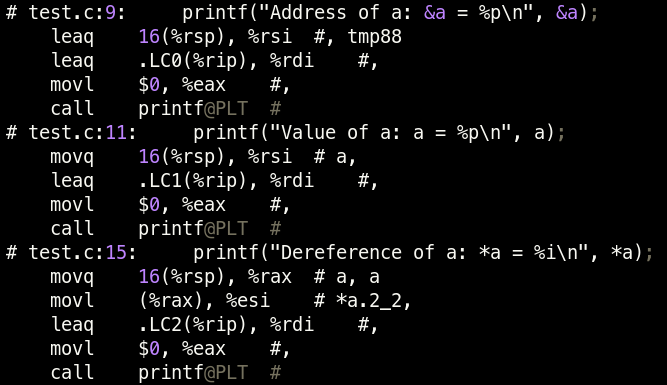 # test.c:9:     printf("Address of a: &a = %p\n", &a);
    leaq    16(%rsp), %rsi  #, tmp88
    leaq    .LC0(%rip), %rdi    #,
    movl    $0, %eax    #,
    call    printf@PLT  #
# test.c:11:     printf("Value of a: a = %p\n", a);
    movq    16(%rsp), %rsi  # a,
    leaq    .LC1(%rip), %rdi    #,
    movl    $0, %eax    #,
    call    printf@PLT  #
# test.c:15:     printf("Dereference of a: *a = %i\n", *a);
    movq    16(%rsp), %rax  # a, a
    movl    (%rax), %esi    # *a.2_2,
    leaq    .LC2(%rip), %rdi    #,
    movl    $0, %eax    #,
    call    printf@PLT  #